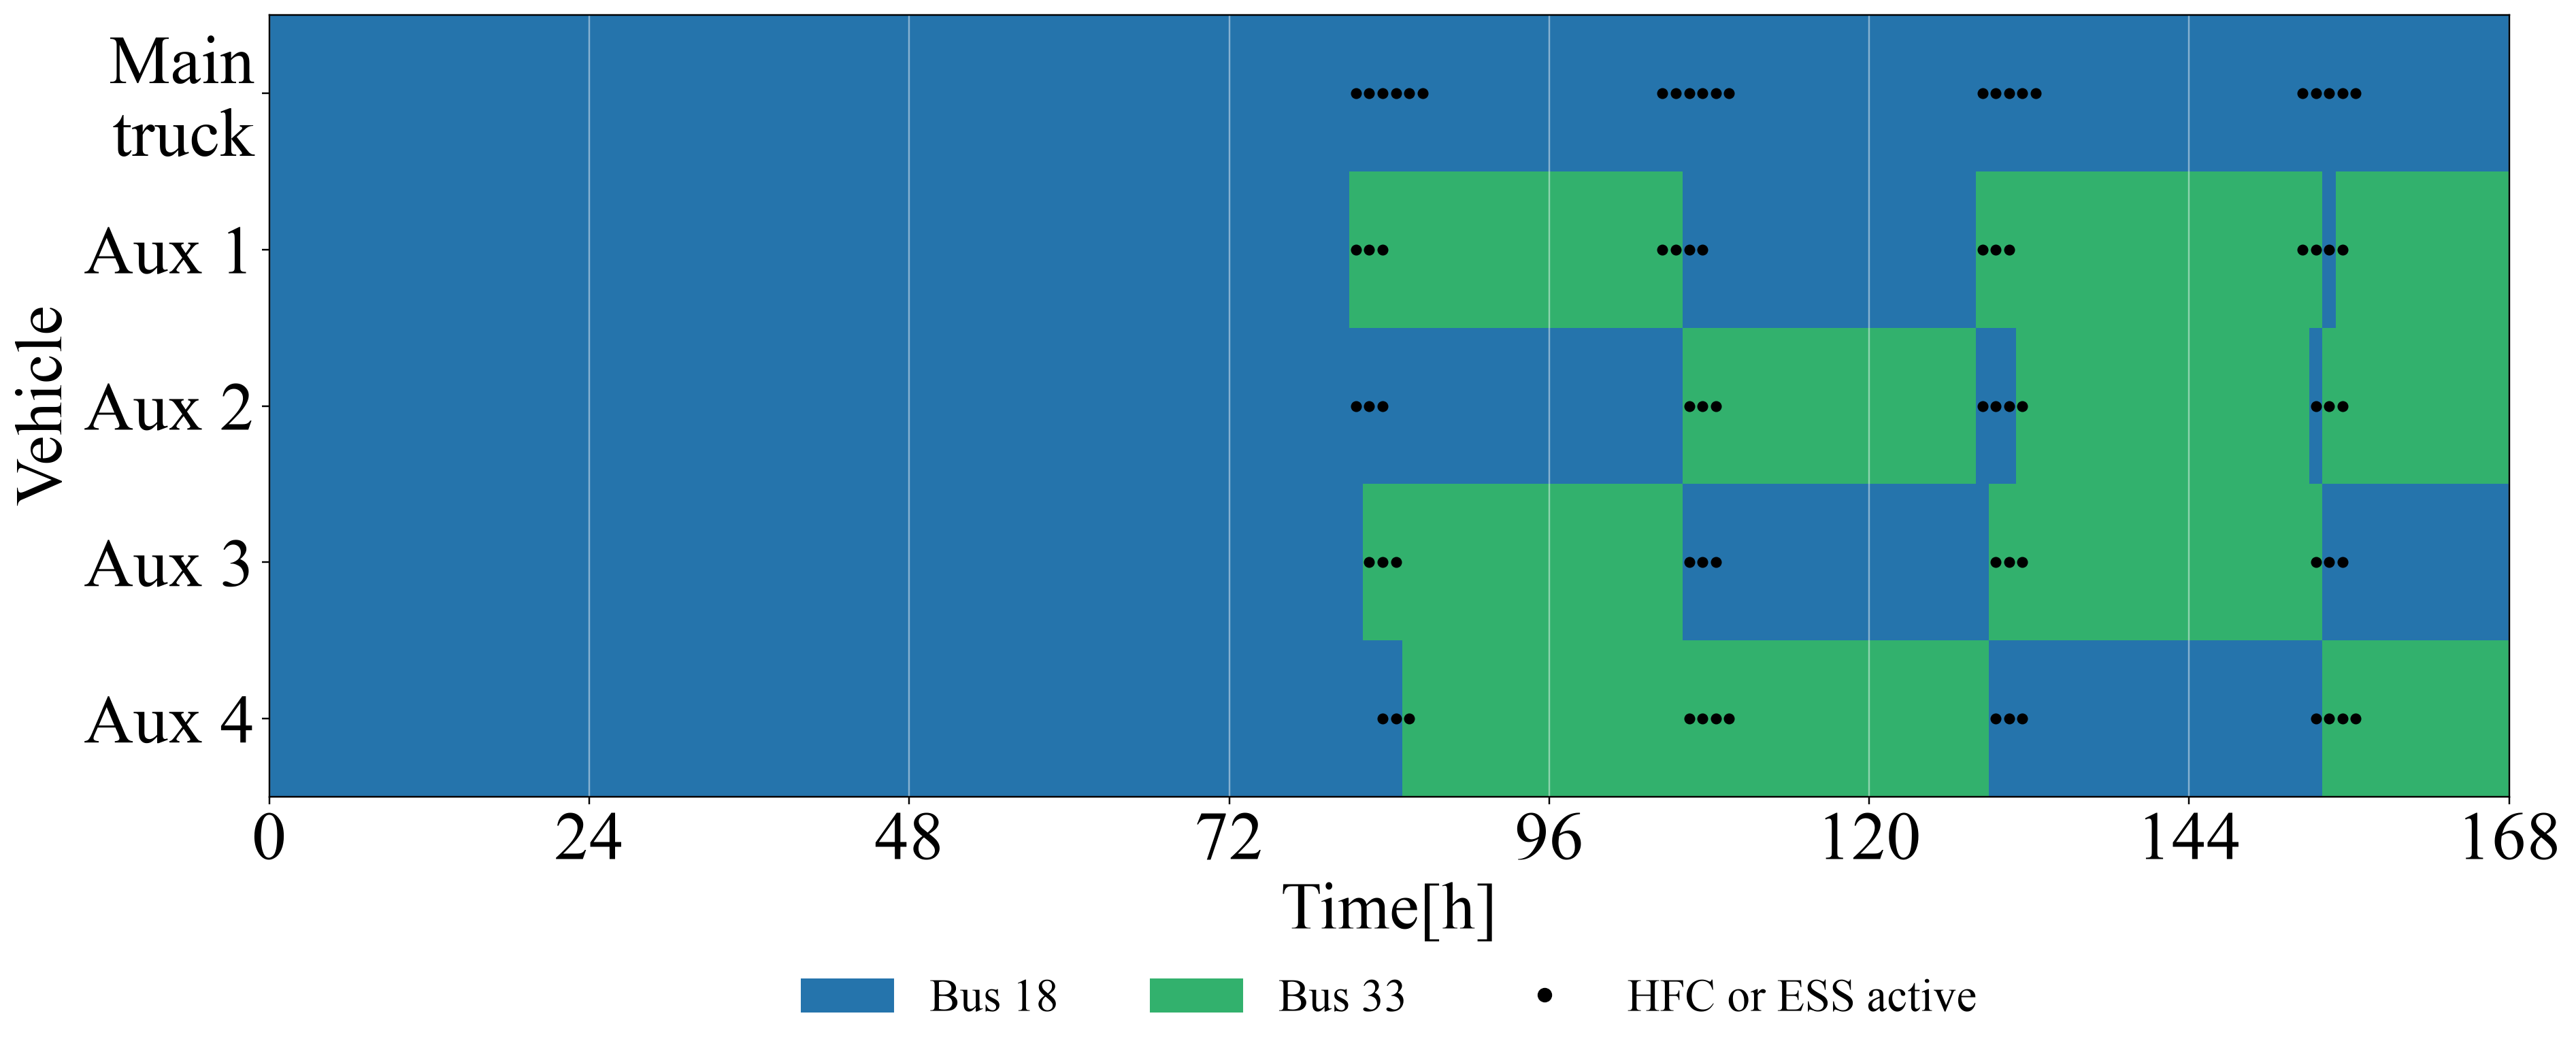 Main
truck
Aux 1
Aux 2
Aux 3
Aux 4
Vehicle
0 24 48 72 96 120 144 168
Time[h]
Bus 18 Bus 33 HFC or ESS active